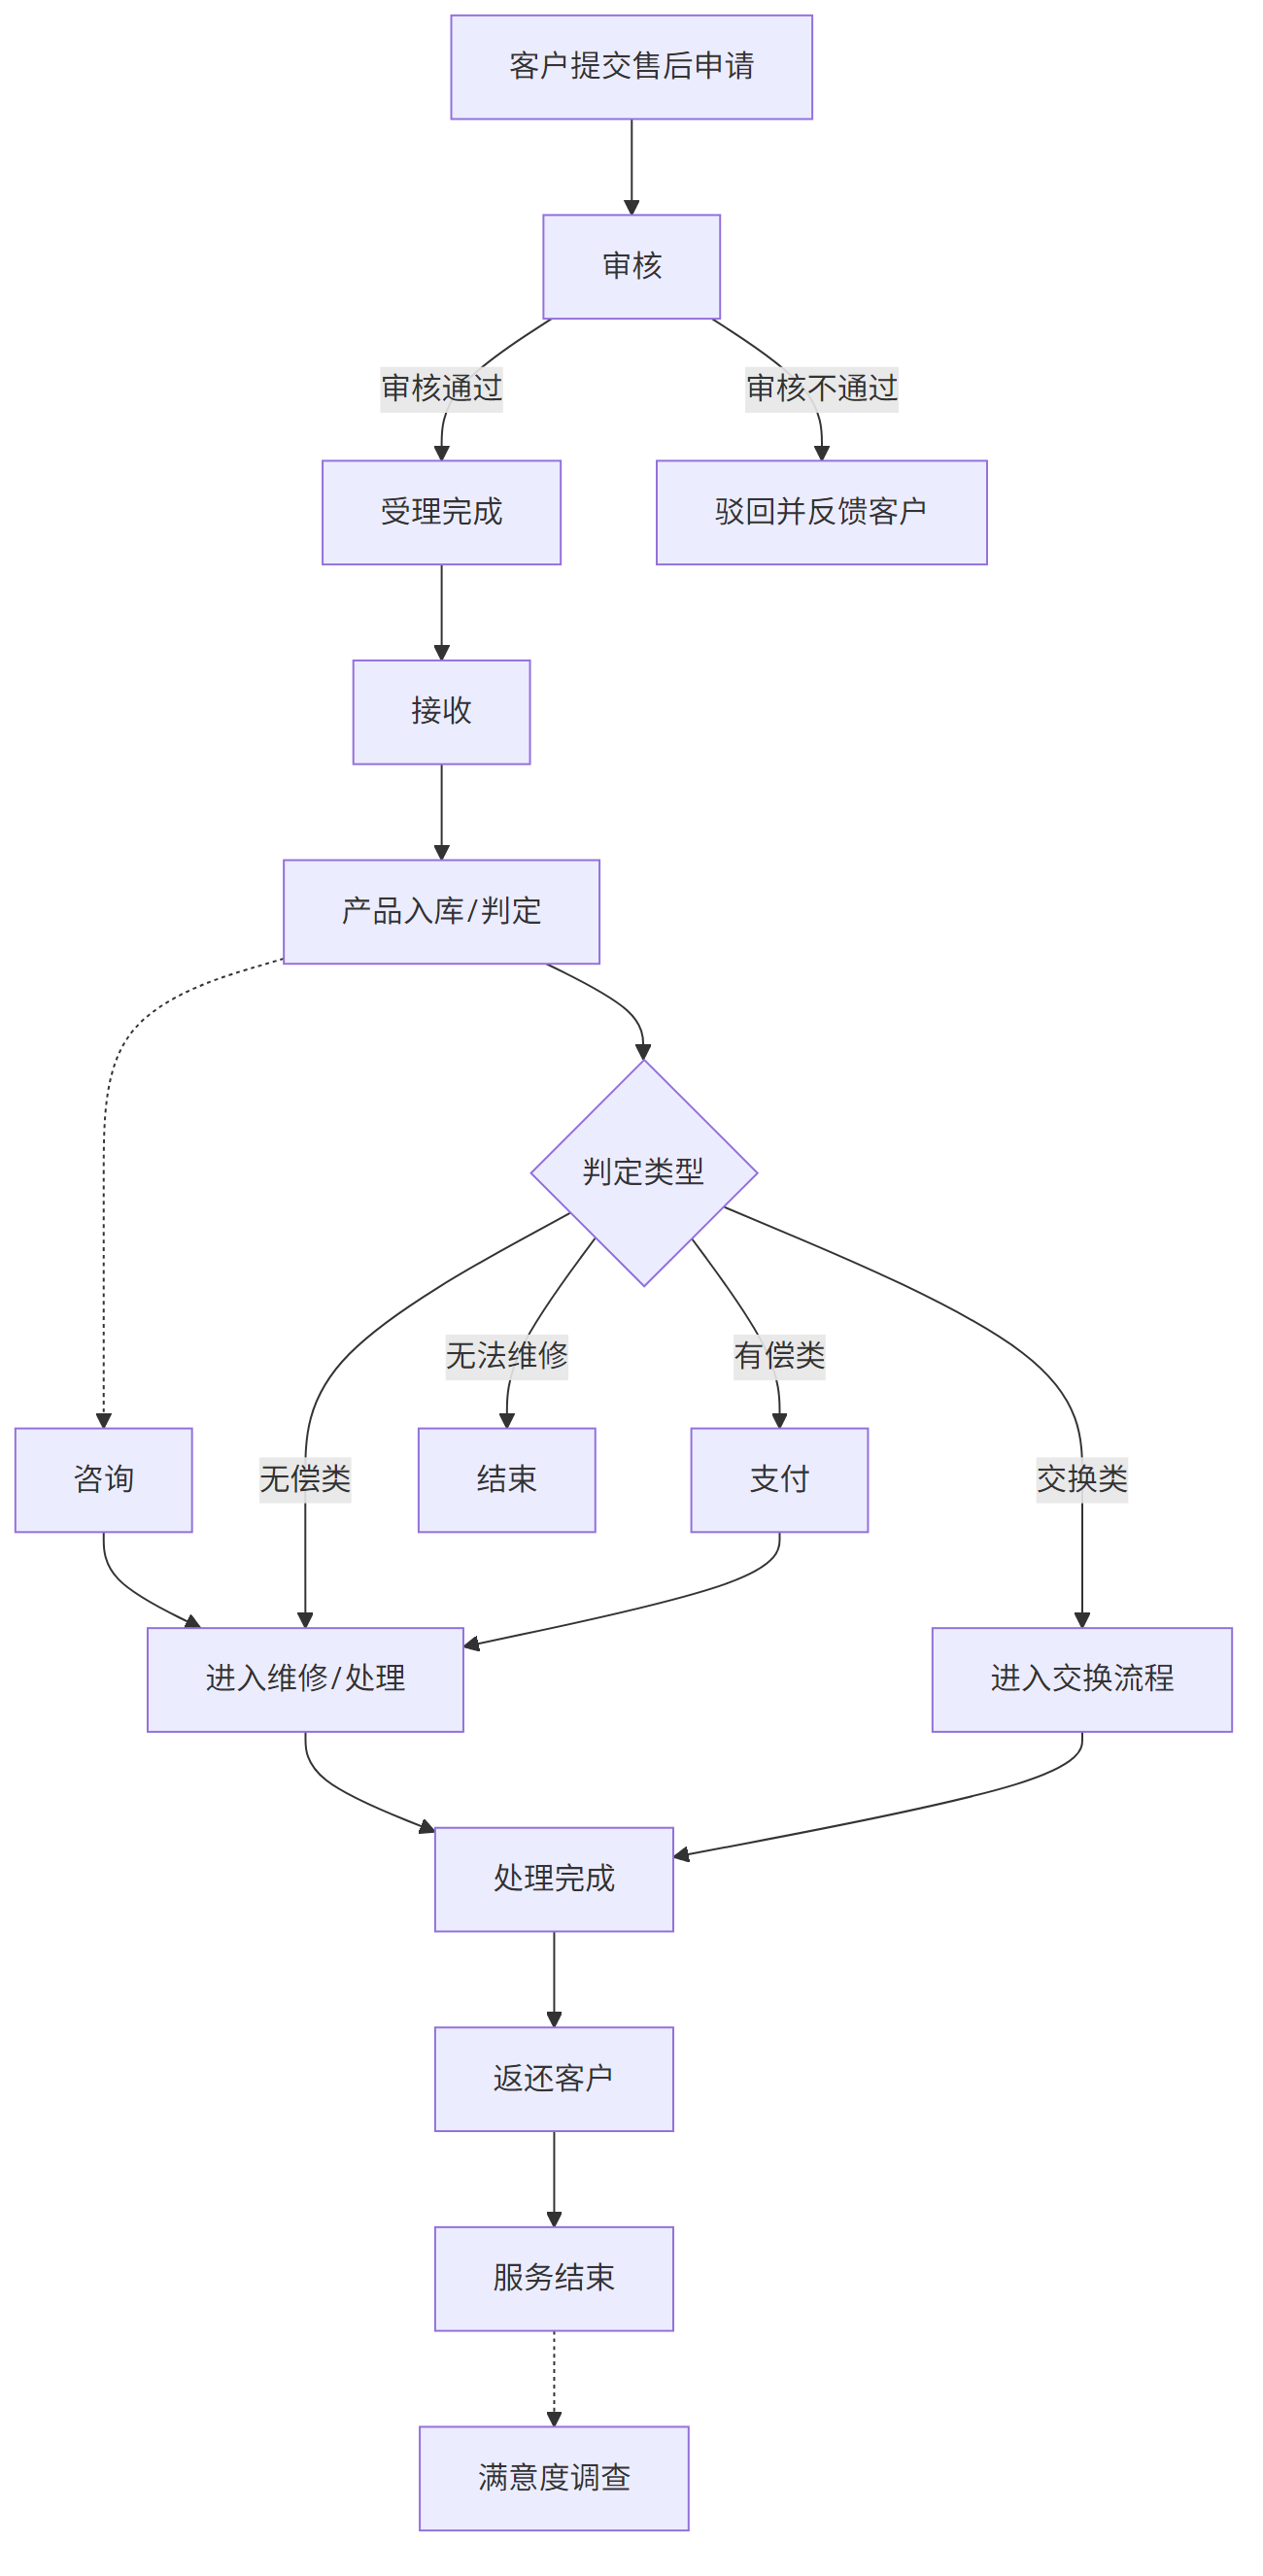 客户提交售后申请
审核
审核通过
审核不通过
受理完成
驳回并反馈客户
接收
产品入库/判定
判定类型
无法维修
有偿类
咨询
无偿类
结束
支付
交换类
进入维修/处理
进入交换流程
处理完成
返还客户
服务结束
满意度调查